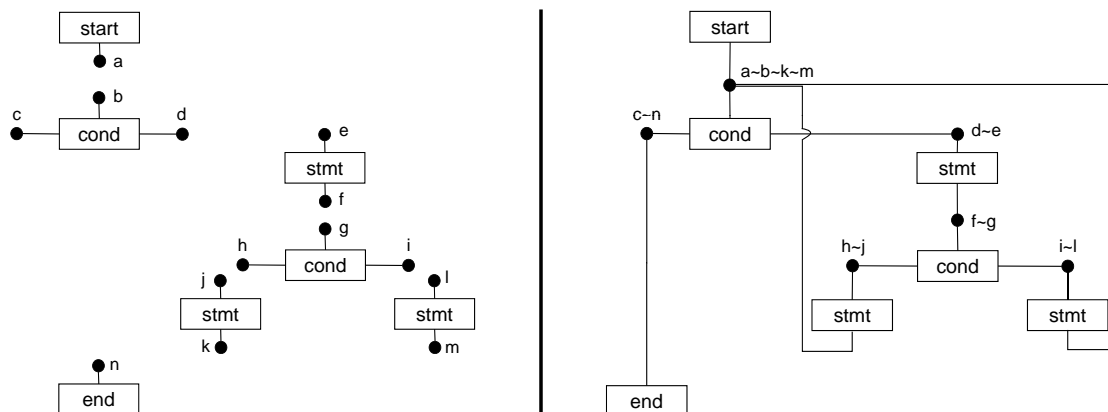 start
a
b
c
d
cond
e
stmt
f
g
h
i
cond
j
l
stmt
stmt
k
m
n
end
start
a~b~k~m
c~n
cond
d~e
stmt
f~g
h~j
i~l
cond
stmt
stmt
end